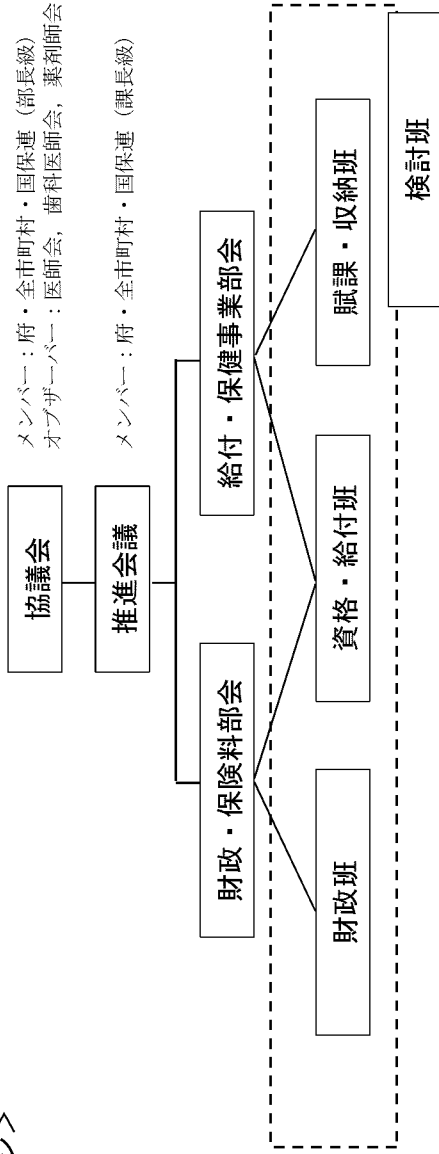 ン>
協議会
メンバー：府・全市町村・国保連（部長級）
オブザーバー：医師会，歯科医師会，薬剤師会
推進会議
メンバー：府・全市町村・国保連（課長級）
財政・保険料部会
給付・保健事業部会
財政班
資格・給付班
賦課・収納班
検討班